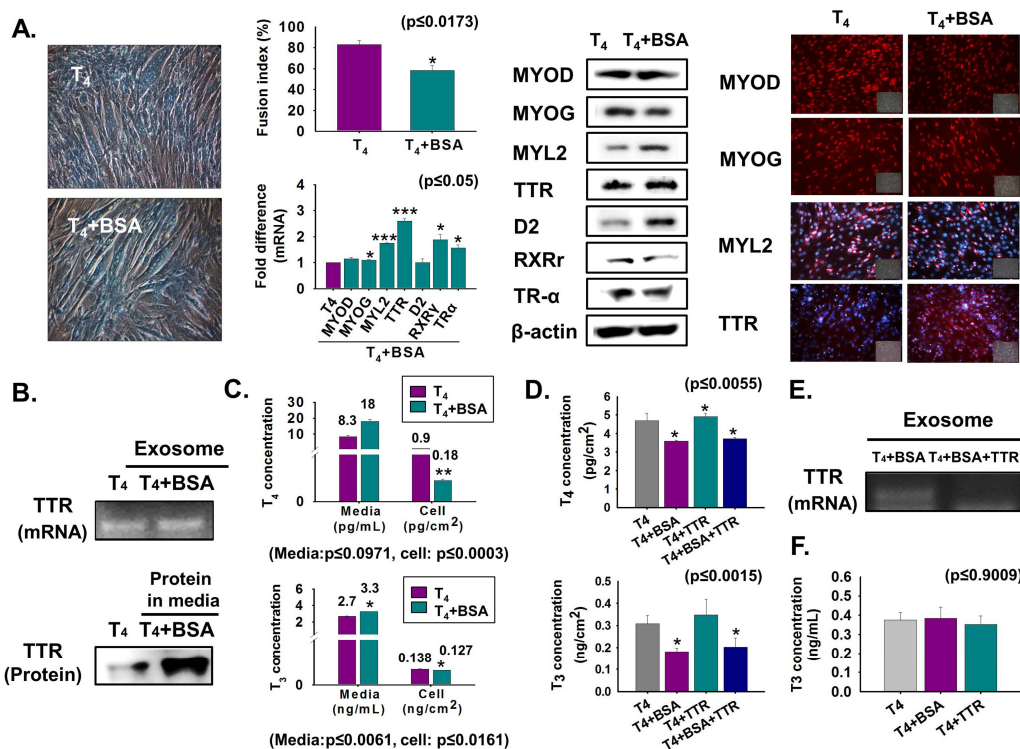 A.
T4
T4+BSA
(p≤0.0173)
Fusion index (%)
100
80
60
40
20
0
*
T4
T4+BSA
(p≤0.05)
Fold difference
(mRNA)
4
3
2
1
0
*
***
***
*
*
T4
MYOD
MYOG
MYL2
TTR
D2
RXRγ
TRα
T4+BSA
T4 T4+BSA
MYOD
MYOG
MYL2
TTR
D2
RXRr
TR-α
β-actin
T4
T4+BSA
MYOD
MYOG
MYL2
TTR
B.
Exosome
T4 T4+BSA
TTR
(mRNA)
Protein
in media
T4 T4+BSA
TTR
(Protein)
C.
T4 concentration
30
20
10
0
8.3
18
0.9
0.18
**
T4
T4+BSA
Media
(pg/mL)
Cell
(pg/cm2)
(Media:p≤0.0971, cell: p≤0.0003)
T3 concentration
6
4
2
0
2.7
3.3
*
0.138
0.127
*
T4
T4+BSA
Media
(ng/mL)
Cell
(ng/cm2)
(Media:p≤0.0061, cell: p≤0.0161)
D.
(p≤0.0055)
T4 concentration
(pg/cm2)
6
5
4
3
2
1
0
*
*
*
T4
T4+BSA
T4+TTR
T4+BSA+TTR
(p≤0.0015)
T3 concentration
(ng/cm2)
0.5
0.4
0.3
0.2
0.1
0.0
*
*
T4
T4+BSA
T4+TTR
T4+BSA+TTR
E.
Exosome
T4+BSA T4+BSA+TTR
TTR
(mRNA)
F.
(p≤0.9009)
T3 concentration
(ng/mL)
0.6
0.5
0.4
0.3
0.2
0.1
0.0
T4
T4+BSA
T4+TTR